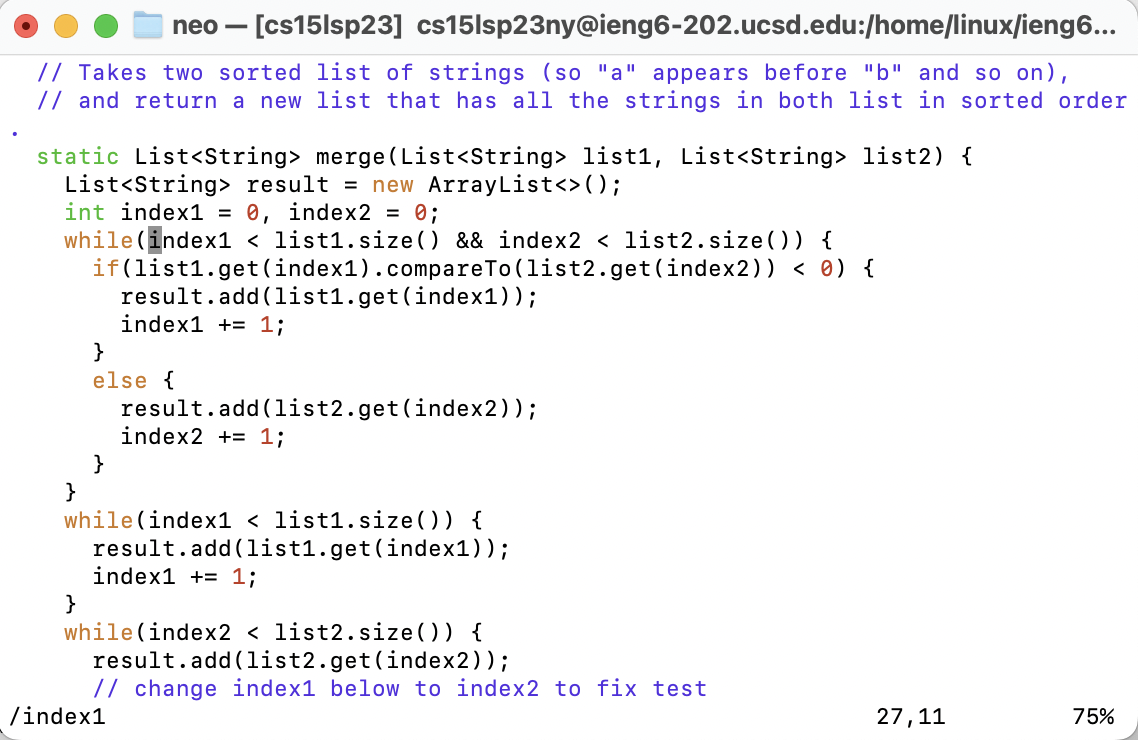 neo — [cs15lsp23] cs15lsp23ny@ieng6-202.ucsd.edu:/home/linux/ieng6...
// Takes two sorted list of strings (so "a" appears before "b" and so on),
// and return a new list that has all the strings in both list in sorted order
.
static List<String> merge(List<String> list1, List<String> list2) {
List<String> result = new ArrayList<>();
int index1 = 0, index2 = 0;
while(index1 < list1.size() && index2 < list2.size()) {
if(list1.get(index1).compareTo(list2.get(index2)) < 0) {
result.add(list1.get(index1));
index1 += 1;
}
else {
result.add(list2.get(index2));
index2 += 1;
}
}
while(index1 < list1.size()) {
result.add(list1.get(index1));
index1 += 1;
}
while(index2 < list2.size()) {
result.add(list2.get(index2));
// change index1 below to index2 to fix test
/index1 27,11 75%